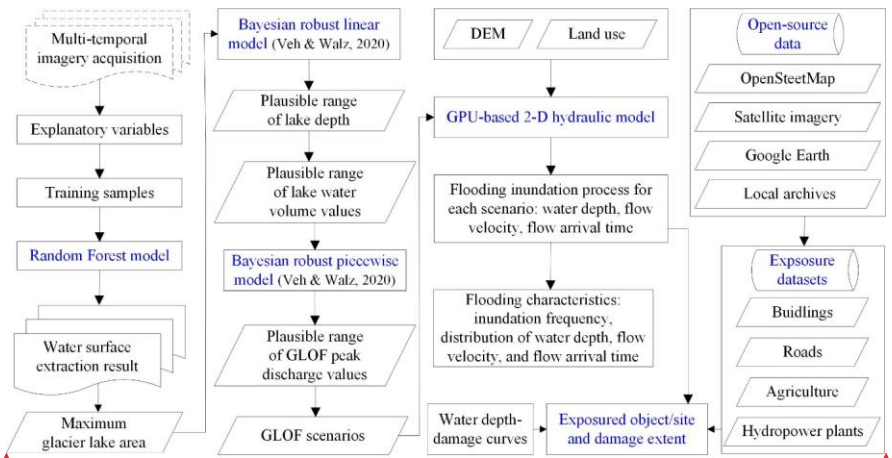 Multi-temporal
imagery acquisition
Explanatory variables
Training samples
Random Forest model
Water surface
extraction result
Maximum
glacier lake area
Bayesian robust linear
model (Veh & Walz, 2020)
Plausible range
of lake depth
Plausible range
of lake water
volume values
Bayesian robust piecewise
model (Veh & Walz, 2020)
Plausible range
of GLOF peak
discharge values
GLOF scenarios
DEM
Land use
GPU-based 2-D hydraulic model
Flooding inundation process for
each scenario: water depth, flow
velocity, flow arrival time
Flooding characteristics:
inundation frequency,
distribution of water depth, flow
velocity, and flow arrival time
Water depth-
damage curves
Exposured object/site
and damage extent
Open-source
data
OpenSteetMap
Satellite imagery
Google Earth
Local archives
Expsosure
datasets
Buidlings
Roads
Agriculture
Hydropower plants